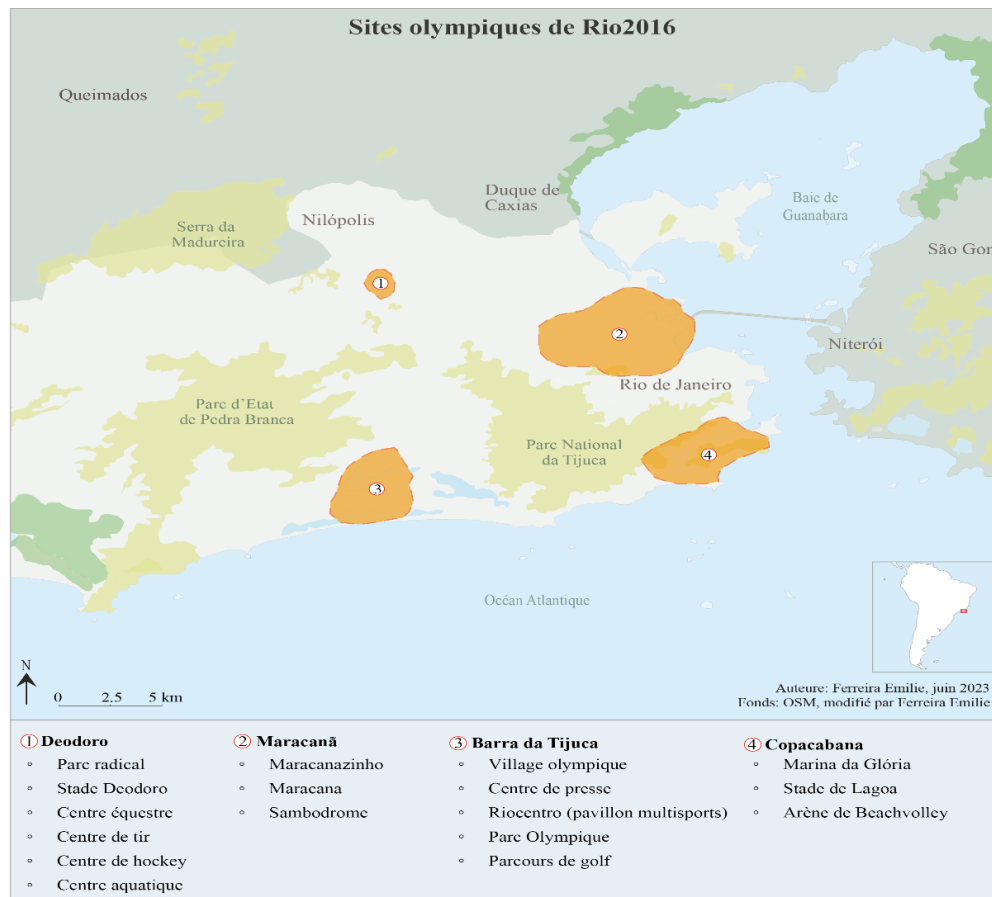 Sites olympiques de Rio2016
Queimados
Duque de
Caxias
Baie de
Guanabara
Serra da
Madureira
Nilópolis
São Gon
1
2
Niterói
Rio de Janeiro
Parc d'Etat
de Pedra Branca
Parc National
da Tijuca
4
3
Océan Atlantique
N
0 2.5 5 km
Auteure: Ferreira Emilie, juin 2023
Fonds: OSM, modifié par Ferreira Emilie
1 Deodoro
Parc radical
Stade Deodoro
Centre équestre
Centre de tir
Centre de hockey
Centre aquatique
2 Maracanã
Maracanazinho
Maracana
Sambodrome
3 Barra da Tijuca
Village olympique
Centre de presse
Riocentro (pavillon multisports)
Parc Olympique
Parcours de golf
4 Copacabana
Marina da Glória
Stade de Lagoa
Arène de Beachvolley